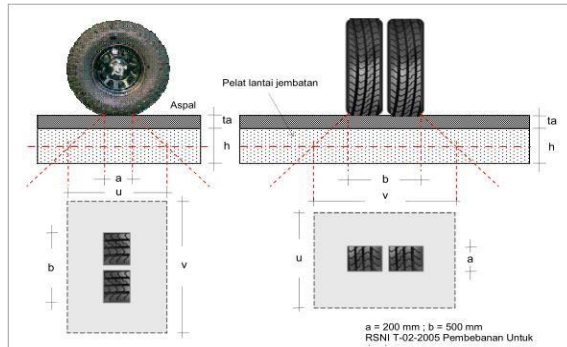 Aspal
ta
h
a
u
b
v
Pelat lantai jembatan
ta
h
b
v
u
a
a = 200 mm ; b = 500 mm
RSNI T-02-2005 Pembebanan Untuk